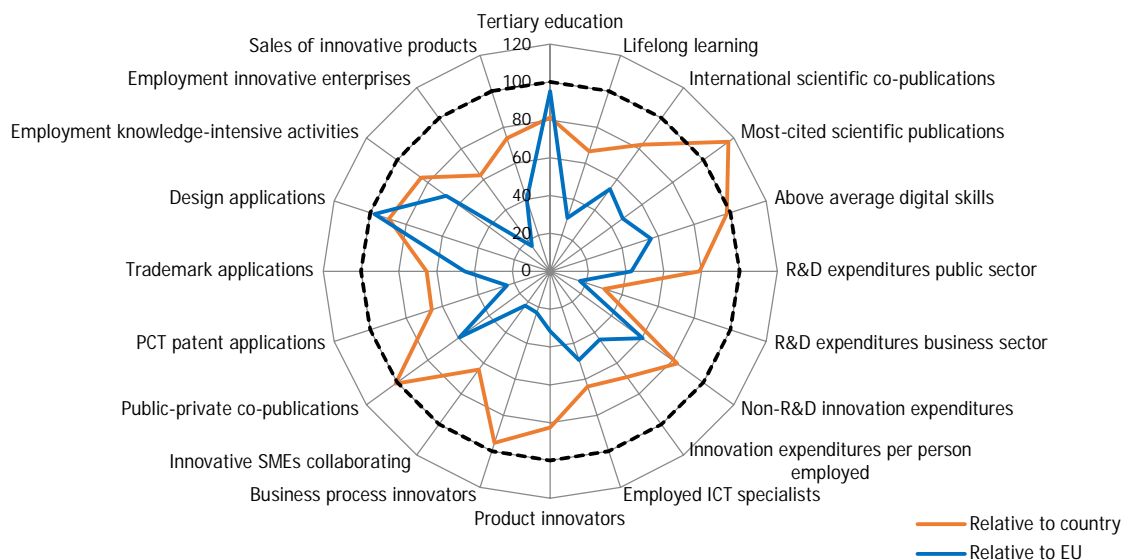 Tertiary education
Lifelong learning
International scientific co-publications
Most-cited scientific publications
Above average digital skills
R&D expenditures public sector
R&D expenditures business sector
Non-R&D innovation expenditures
Innovation expenditures per person
employed
Employed ICT specialists
Product innovators
Business process innovators
Innovative SMEs collaborating
Public-private co-publications
PCT patent applications
Trademark applications
Design applications
Employment knowledge-intensive activities
Employment innovative enterprises
Sales of innovative products
120
100
80
60
40
20
0
Relative to country
Relative to EU